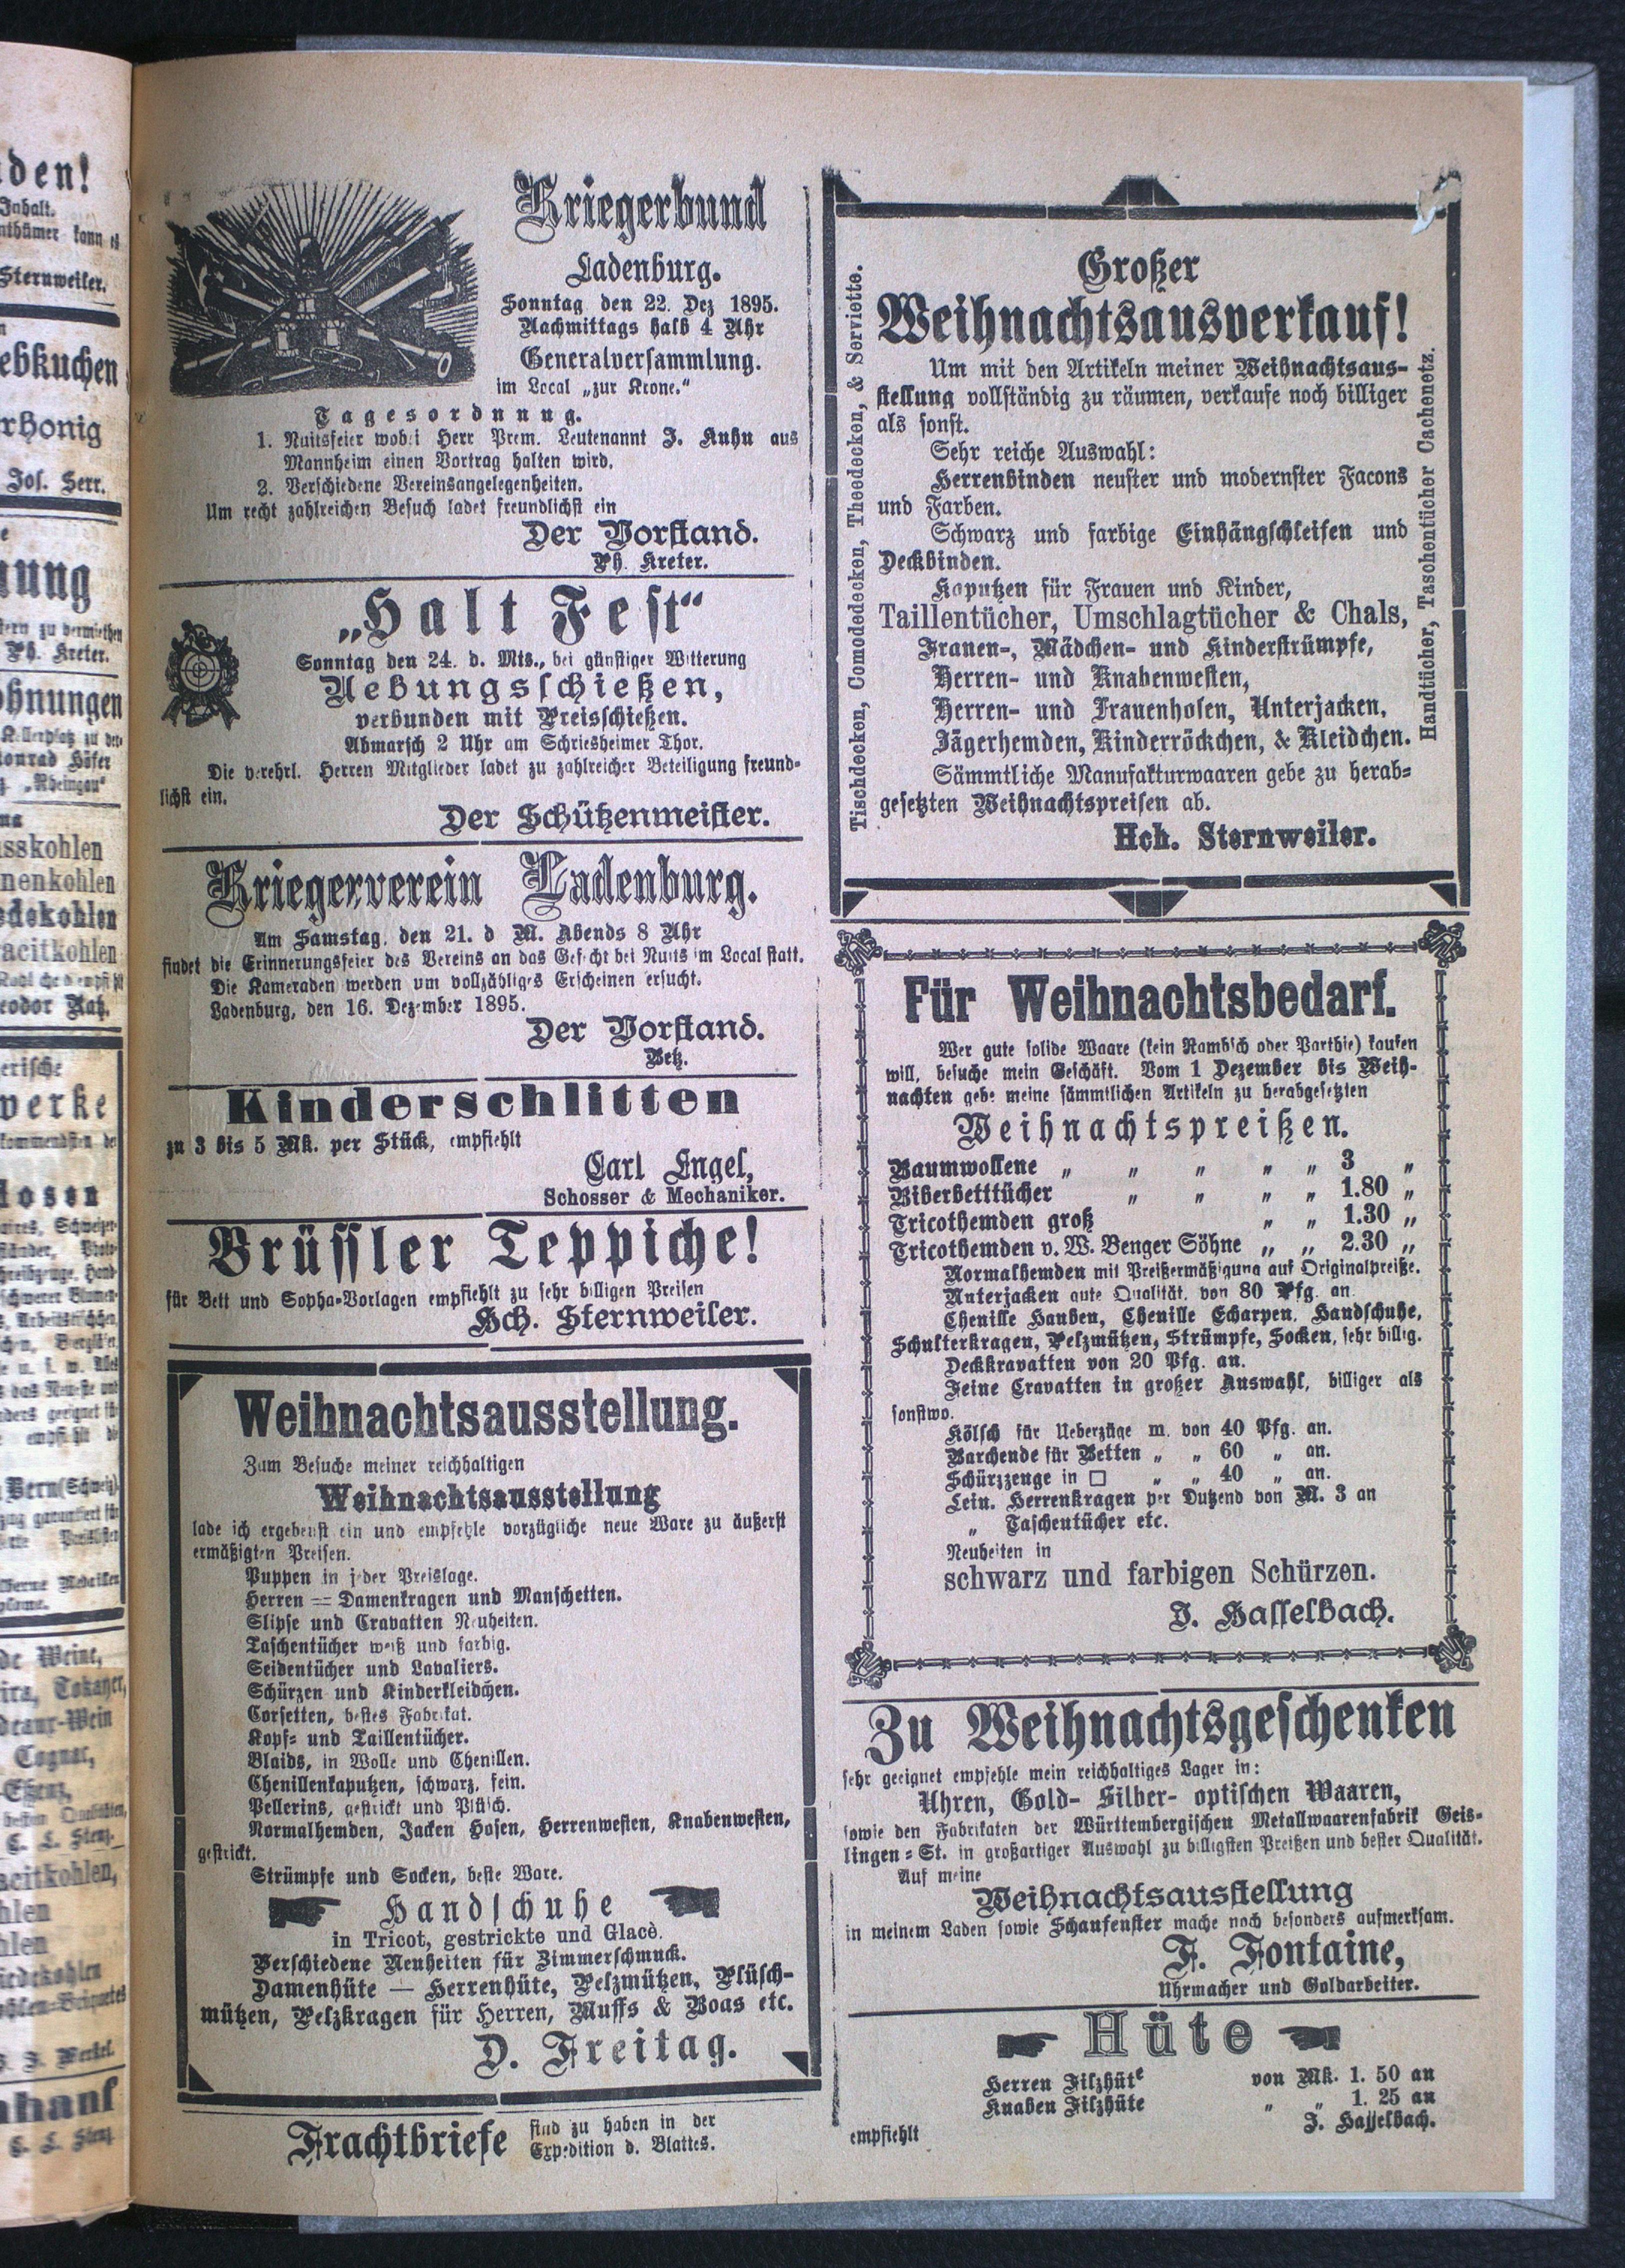 Kriegerbund
Ladenburg.
Sonntag den 22. Dez 1895.
Nachmittags halb 4 Uhr
Generalversammlung.
im Local „zur Krone.“
Tagesordnung.
1. Nuitsfeier wobei Herr Prem. Leutenannt J. Kuhn aus
Mannheim einen Vortrag halten wird.
2. Verschiedene Vereinsangelegenheiten.
Um recht zahlreichen Besuch ladet freundlichst ein
Der Vorstand.
Ph. Kreter.
„Halt Fest“
Sonntag den 24. d. Mts., bei günstiger Witterung
Uebungsschießen,
verbunden mit Preisschießen.
Abmarsch 2 Uhr am Schriesheimer Thor.
Die verehrl. Herren Mitglieder ladet zu zahlreicher Beteiligung freund-
lichst ein.
Der Schützenmeister.
Kriegerverein Ladenburg.
Am Samstag, den 21. d M. Abends 8 Uhr
findet die Erinnerungsfeier des Vereins an das Gefecht bei Nuits im Local statt.
Die Kameraden werden um vollzähliges Erscheinen ersucht.
Ladenburg, den 16. Dezember 1895.
Der Vorstand.
Betz.
Kinderschlitten
zu 3 bis 5 Mk. per Stück, empfiehlt
Carl Engel,
Schosser & Mechaniker.
Brüssler Teppiche!
für Bett und Sopha-Vorlagen empfiehlt zu sehr billigen Preisen
Hch. Sternweiler.
Weihnachtsausstellung.
Zum Besuche meiner reichhaltigen
Weihnachtsausstellung
lade ich ergebenst ein und empfehle vorzügliche neue Ware zu äußerst
ermäßigten Preisen.
Puppen in jeder Preislage.
Herren = Damenkragen und Manschetten.
Slipse und Cravatten Neuheiten.
Taschentücher weiß und farbig.
Seidentücher und Lavaliers.
Schürzen und Kinderkleidchen.
Corsetten, bestes Fabrikat.
Kopf- und Taillentücher.
Blaids, in Wolle und Chenillen.
Chenillenkaputzen, schwarz, fein.
Pellerins, gestrickt und Plüsch.
Normalhemden, Jacken Hosen, Herrenwesten, Knabenwesten,
gestrickt.
Strümpfe und Socken, beste Ware.
Handschuhe
in Tricot, gestrickte und Glacè.
Verschiedene Neuheiten für Zimmerschmuck.
Damenhüte — Herrenhüte, Pelzmützen, Plüsch-
mützen, Pelzkragen für Herren, Muffs & Boas etc.
D. Freitag.
Frachtbriefe
sind zu haben in der
Expedition d. Blattes.
Tischdecken, Comodedecken, Theedecken, & Serviette.
Großer
Weihnachtsausverkauf!
Um mit den Artikeln meiner Weihnachtsaus-
stellung vollständig zu räumen, verkaufe noch billiger
als sonst.
Sehr reiche Auswahl:
Herrenbinden neuster und modernster Facons
und Farben.
Schwarz und farbige Einhängschleifen und
Deckbinden.
Kaputzen für Frauen und Kinder,
Taillentücher, Umschlagtücher & Chals,
Frauen-, Mädchen- und Kinderstrümpfe,
Herren- und Knabenwesten,
Herren- und Frauenhosen, Unterjacken,
Jägerhemden, Kinderröckchen, & Kleidchen.
Sämmtliche Manufakturwaaren gebe zu herab-
gesetzten Weihnachtspreisen ab.
Hch. Sternweiler.
Handtücher, Taschentücher Cachenetz.
Für Weihnachtsbedarf.
Wer gute solide Waare (kein Rambsch oder Parthie) kaufen
will, besuche mein Geschäft. Vom 1 Dezember bis Weih-
nachten gebe meine sämmtlichen Artikeln zu herabgesetzten
Weihnachtspreißen.
Baumwollene „ „ „ „ „ 3 „
Biberbetttücher „ „ „ „ 1.80 „
Tricothemden groß „ „ 1.30 „
Tricothemden v. W. Benger Söhne „ „ 2.30 „
Normalhemden mit Preißermäßigung auf Originalpreiße.
Unterjacken gute Qualität, von 80 Pfg. an.
Chenille Hauben, Chenille Echarpen, Handschuhe,
Schulterkragen, Pelzmützen, Strümpfe, Socken, sehr billig.
Deckkravatten von 20 Pfg. an.
Feine Cravatten in großer Auswahl, billiger als
sonstwo.
Kölsch für Ueberzüge m. von 40 Pfg. an.
Barchende für Betten „ „ 60 „ an.
Schürzzeuge in □ „ „ 40 „ an.
Lein. Herrenkragen per Dutzend von M. 3 an
„ Taschentücher etc.
Neuheiten in
schwarz und farbigen Schürzen.
J. Hasselbach.
Zu Weihnachtsgeschenken
sehr geeignet empfehle mein reichhaltiges Lager in:
Uhren, Gold- Silber- optischen Waaren,
sowie den Fabrikaten der Württembergischen Metallwaarenfabrik Geis-
lingen-St. in großartiger Auswahl zu billigsten Preißen und bester Qualität.
Auf meine
Weihnachtsausstellung
in meinem Laden sowie Schaufenster mache noch besonders aufmerksam.
F. Fontaine,
Uhrmacher und Goldarbeiter.
Hüte
Herren Filzhüte von Mk. 1. 50 an
Knaben Filzhüte „ „ 1. 25 an
J. Hasselbach.
empfiehlt